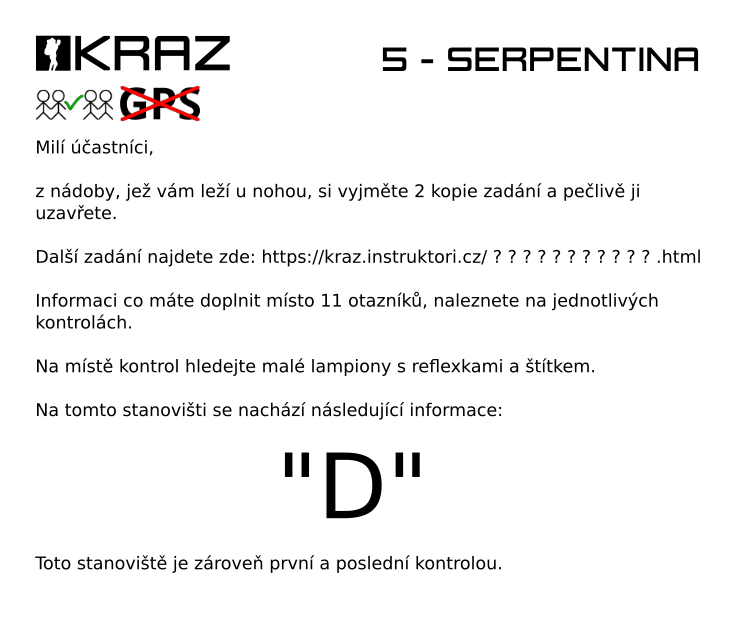 KRAZ
5 - SERPENTINA
GPS
Milí účastníci,
z nádoby, jež vám leží u nohou, si vyjměte 2 kopie zadání a pečlivě ji
uzavřete.
Další zadání najdete zde: https://kraz.instruktori.cz/ ? ? ? ? ? ? ? ? ? ? ? .html
Informaci co máte doplnit místo 11 otazníků, naleznete na jednotlivých
kontrolách.
Na místě kontrol hledejte malé lampiony s reflexkami a štítkem.
Na tomto stanovišti se nachází následující informace:
"D"
Toto stanoviště je zároveň první a poslední kontrolou.